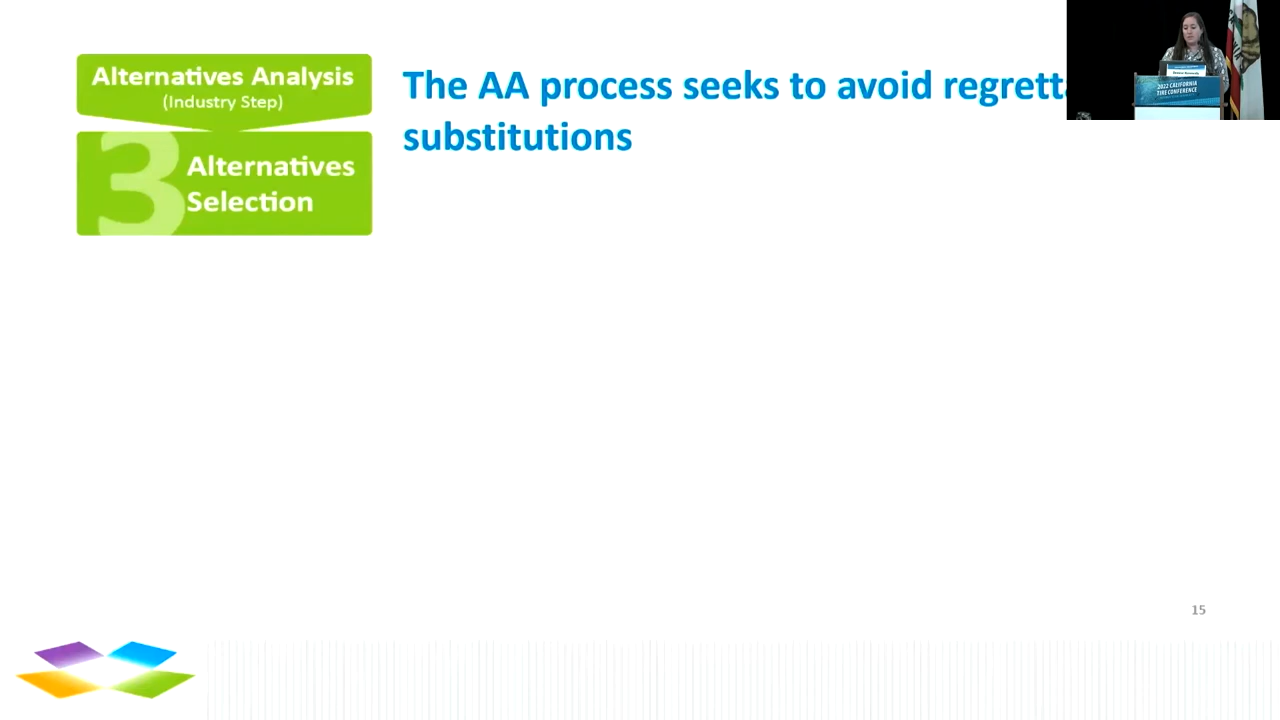 Alternatives Analysis
(Industry Step)
3 Alternatives
Selection
The AA process seeks to avoid
substitutions
2022 CALIFORNIA
TIRE CONFERENCE
15